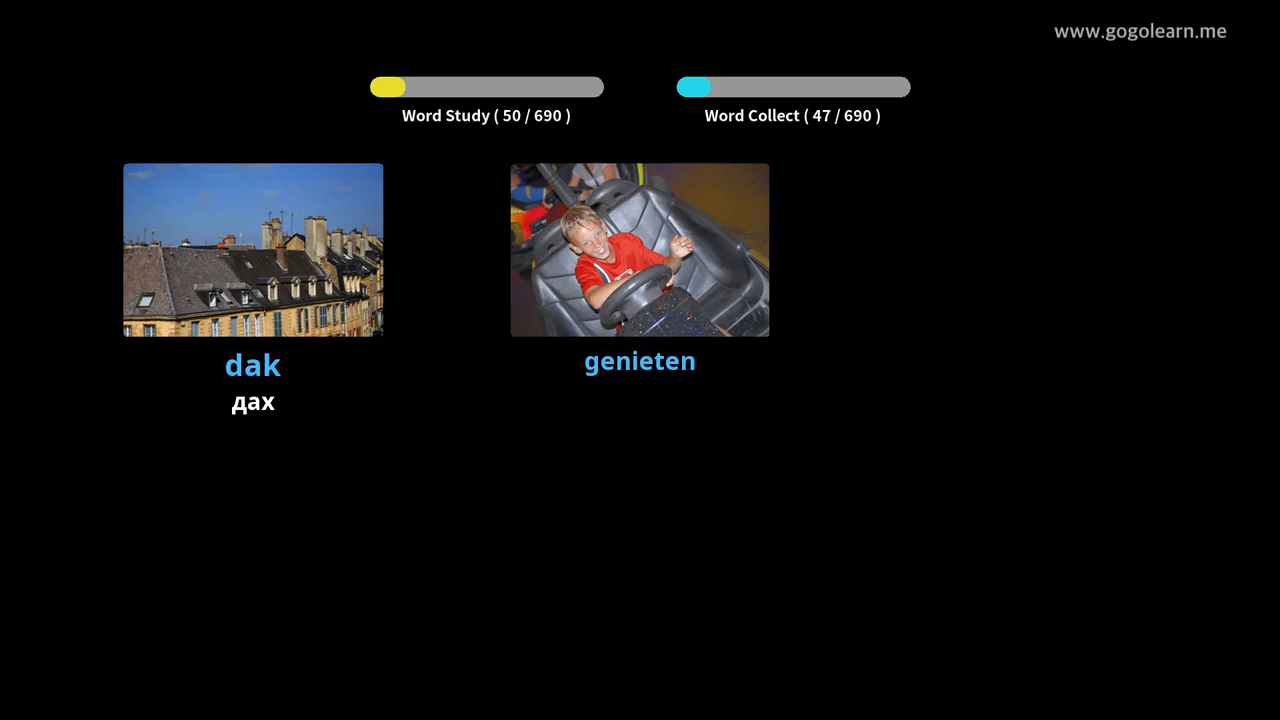 www.gogolearn.me
Word Study ( 50 / 690 )
Word Collect ( 47 / 690 )
dak
дах
genieten